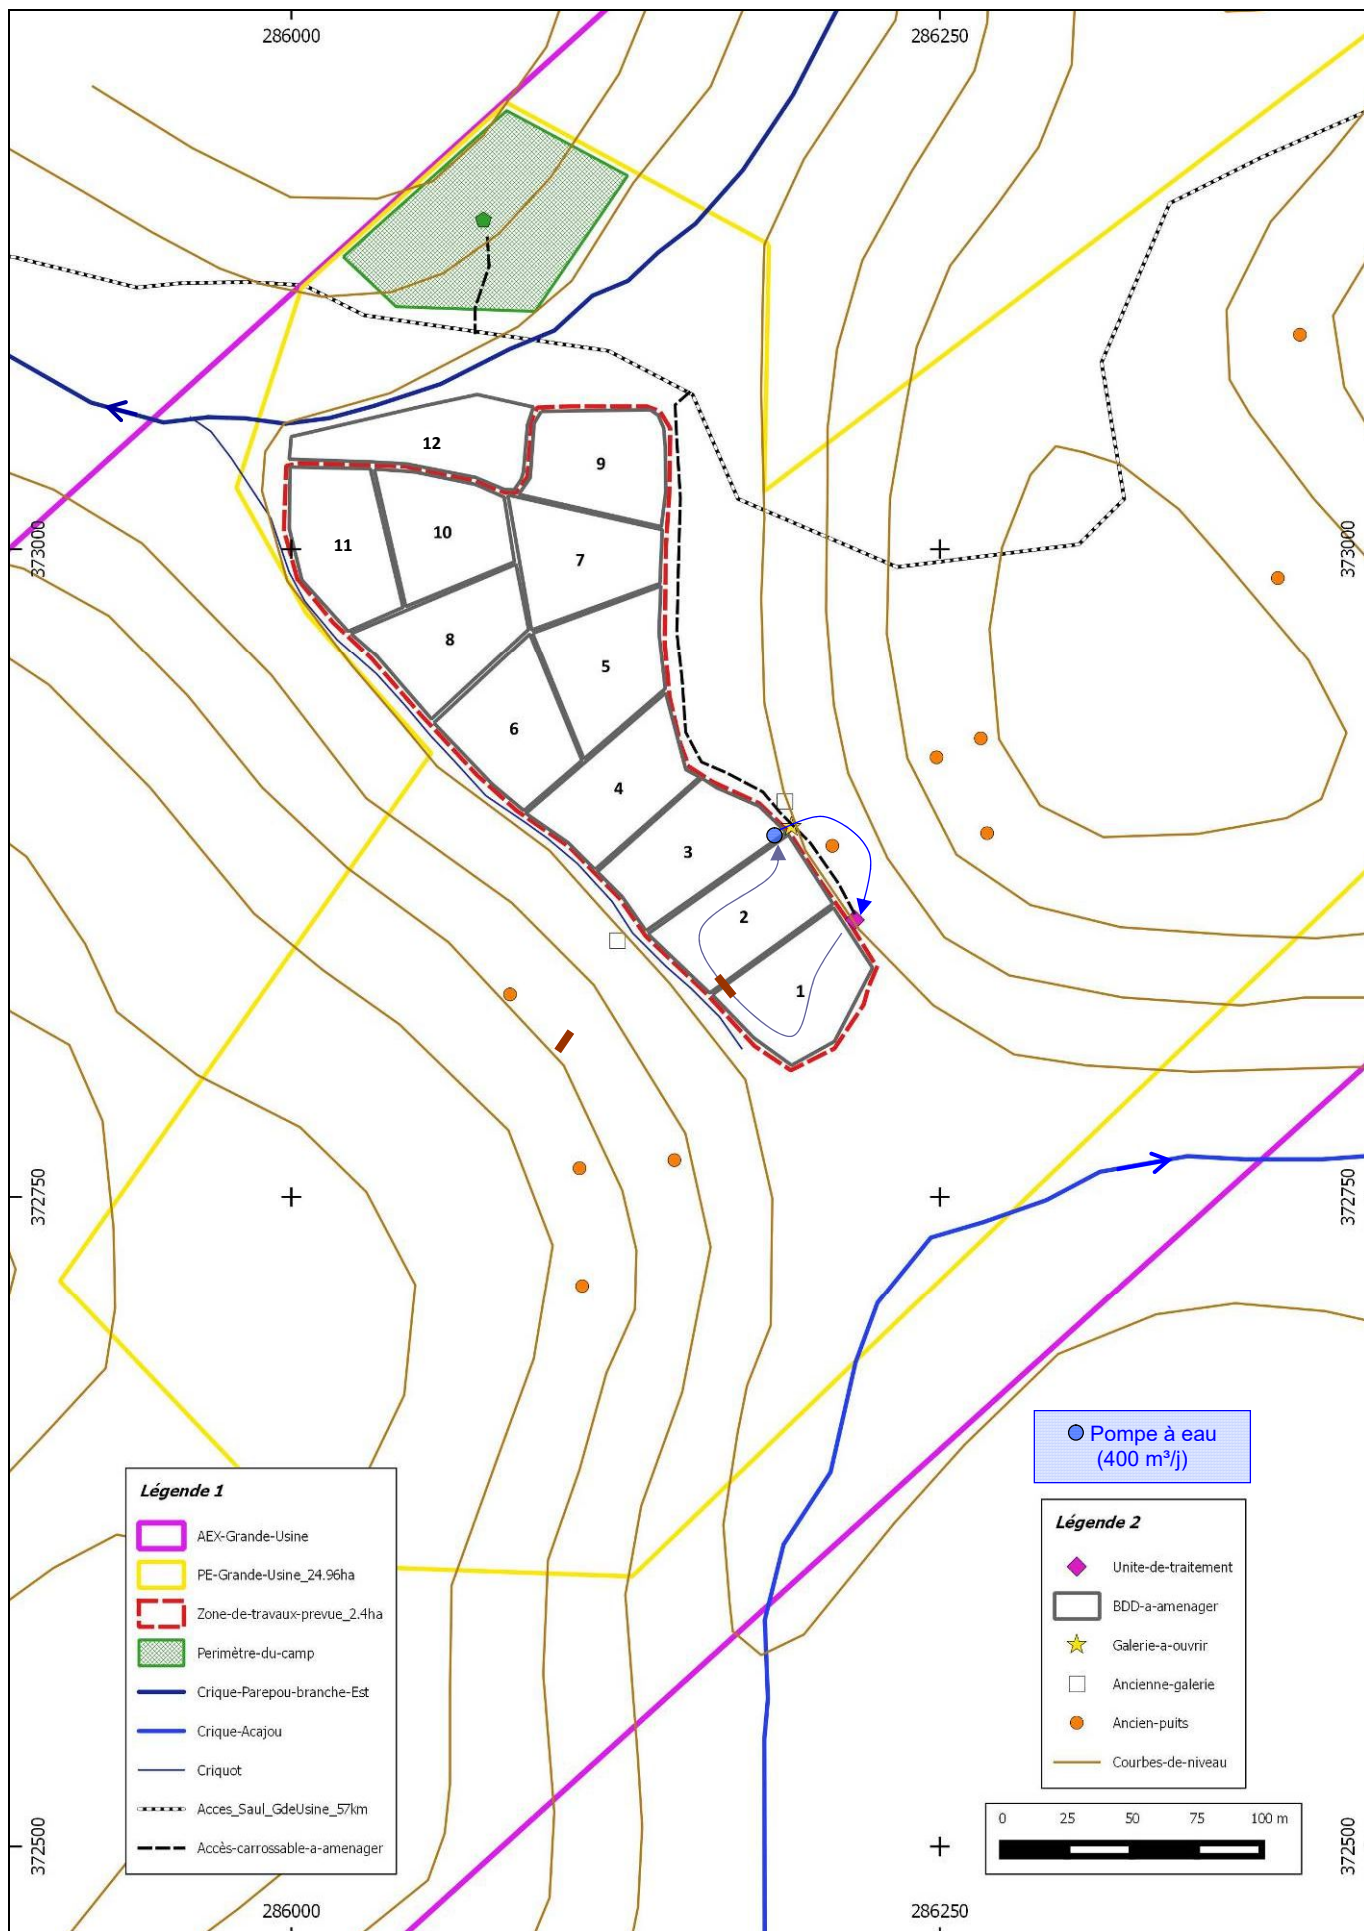 286000
286250
12
9
11
10
7
8
5
6
4
3
2
1
373000
373000
372750
372750
372500
372500
Légende 1
AEX-Grande-Usine
PE-Grande-Usine_24.96ha
Zone-de-travaux-prevue_2.4ha
Perimètre-du-camp
Crique-Parepou-branche-Est
Crique-Acajou
Criquot
Acces_Saul_GdeUsine_57km
Accès-carrossable-a-amenager
Pompe à eau
(400 m³/j)
Légende 2
Unite-de-traitement
BDD-a-amenager
Galerie-a-ouvrir
Ancienne-galerie
Ancien-puits
Courbes-de-niveau
0 25 50 75 100 m
286000
286250